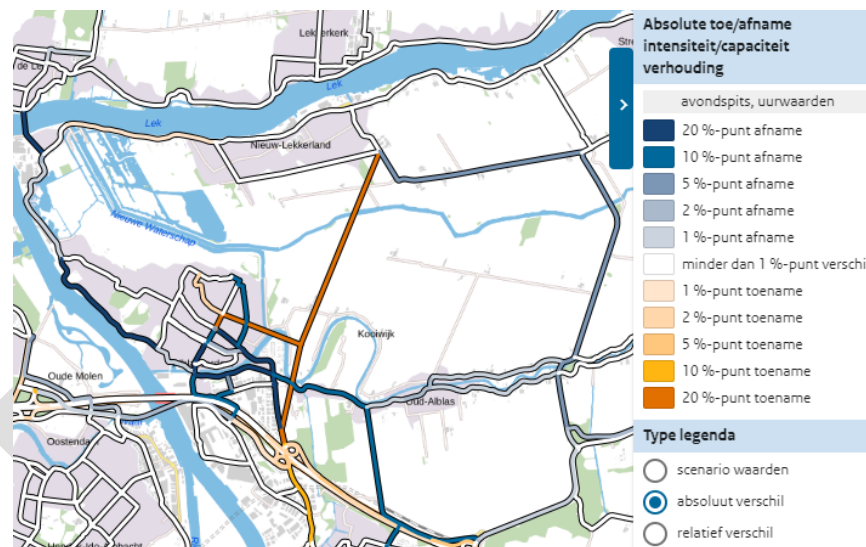 Absolute toe/afname
intensiteit/capaciteit
verhouding
avondspits, uurwaarden
20 %-punt afname
10 %-punt afname
5 %-punt afname
2 %-punt afname
1 %-punt afname
minder dan 1 %-punt verschi
1 %-punt toename
2 %-punt toename
5 %-punt toename
10 %-punt toename
20 %-punt toename
Type legenda
scenario waarden
absoluut verschil
relatief verschil
de Le
Stre
Lek
Lek
Nieuw-Lekkerland
Nieuwe Waterschap
Kooiwijk
Oude Molen
Oud-Alblas
Oostenda